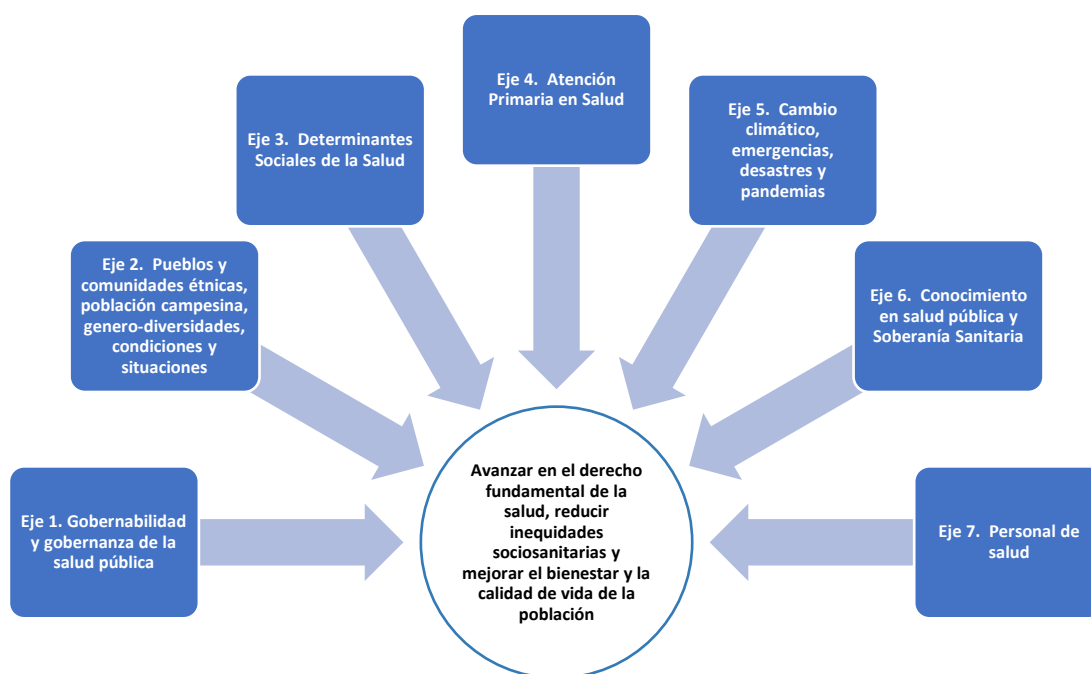 Eje 1. Gobernabilidad
y gobernanza de la
salud pública
Eje 2.  Pueblos y
comunidades étnicas,
población campesina,
genero-diversidades,
condiciones y
situaciones
Eje 3.  Determinantes
Sociales de la Salud
Eje 4.  Atención
Primaria en Salud
Eje 5.  Cambio
climático,
emergencias,
desastres y
pandemias
Eje 6.  Conocimiento
en salud pública y
Soberanía Sanitaria
Eje 7.  Personal de
salud
Avanzar en el derecho
fundamental de la
salud, reducir
inequidades
sociosanitarias y
mejorar el bienestar y la
calidad de vida de la
población